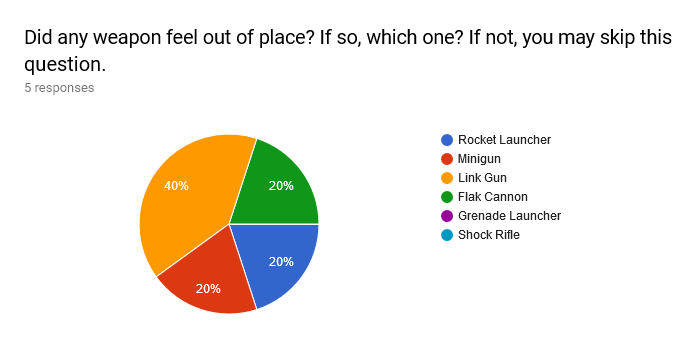 Did any weapon feel out of place? If so, which one? If not, you may skip this
question.
5 responses
40%
20%
20%
20%
Rocket Launcher
Minigun
Link Gun
Flak Cannon
Grenade Launcher
Shock Rifle